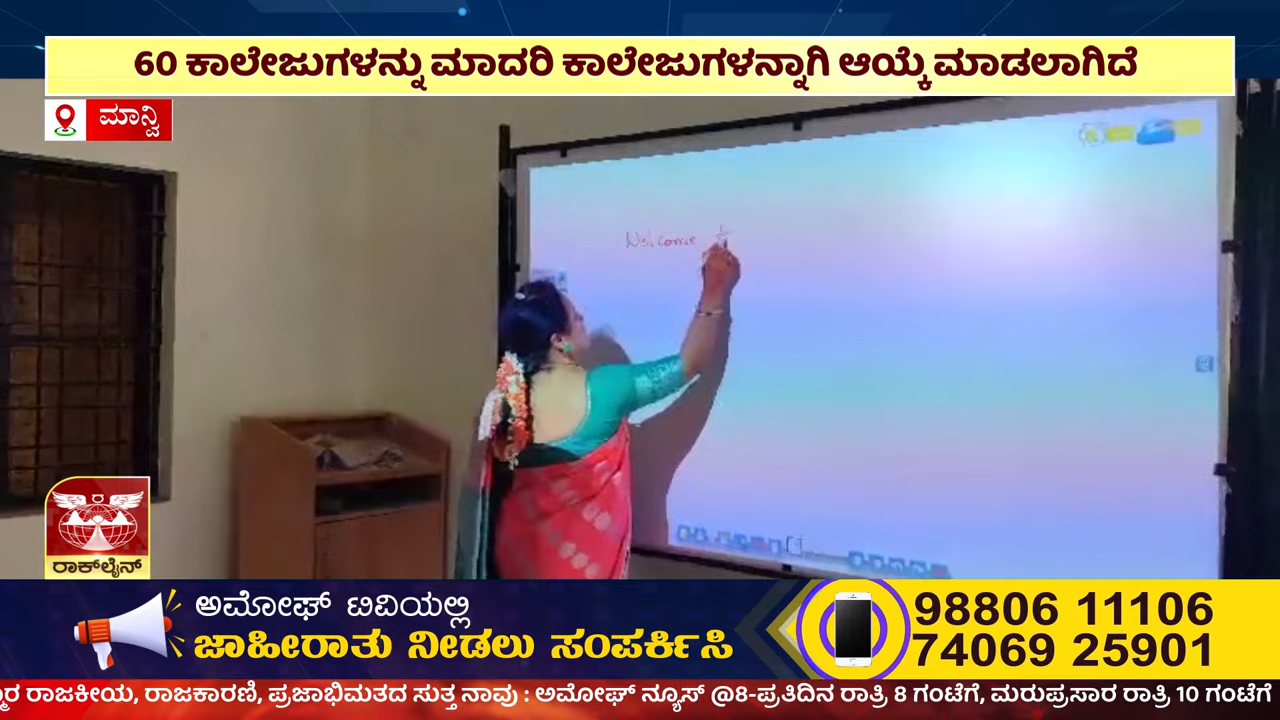 60 ಕಾಲೇಜುಗಳನ್ನು ಮಾದರಿ ಕಾಲೇಜುಗಳನ್ನಾಗಿ ಆಯ್ಕೆ ಮಾಡಲಾಗಿದೆ
ಮಾನ್ವಿ
Welcome
ರ
ರಾಕ್‌ಲೈನ್
ಅಮೋಘ್ ಟಿವಿಯಲ್ಲಿ
ಜಾಹೀರಾತು ನೀಡಲು ಸಂಪರ್ಕಿಸಿ
98806 11106
74069 25901
ರಾಜಕೀಯ, ರಾಜಕಾರಣಿ, ಪ್ರಜಾಭಿಮತದ ಸುತ್ತ ನಾವು : ಅಮೋಘ್ ನ್ಯೂಸ್ @8-ಪ್ರತಿದಿನ ರಾತ್ರಿ 8 ಗಂಟೆಗೆ, ಮರುಪ್ರಸಾರ ರಾತ್ರಿ 10 ಗಂಟೆಗೆ